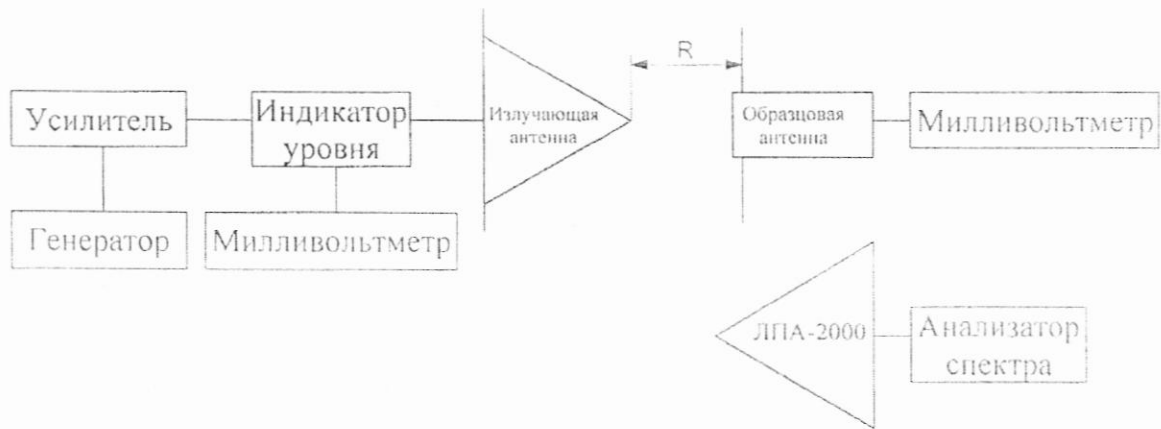 R
Усилитель
Индикатор
уровня
Излучающая
антенна
Образцовая
антенна
Милливольтметр
Генератор
Милливольтметр
ЛПА-2000
Анализатор
спектра